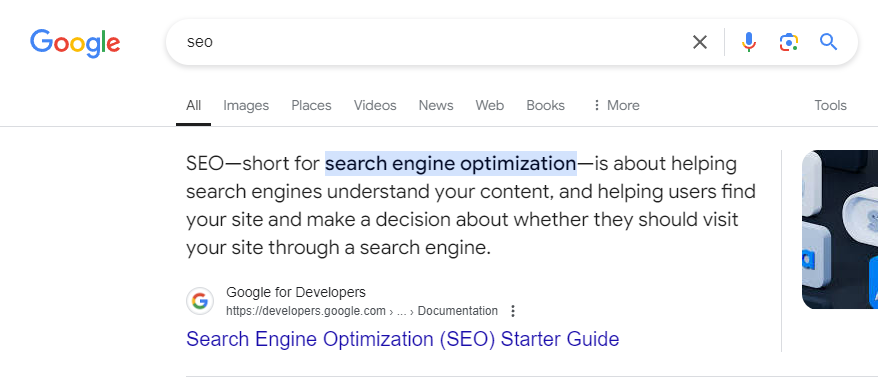 Google
seo
All Images Places Videos News Web Books More Tools
SEO—short for search engine optimization—is about helping
search engines understand your content, and helping users find
your site and make a decision about whether they should visit
your site through a search engine.
Google for Developers
https://developers.google.com › ... › Documentation
Search Engine Optimization (SEO) Starter Guide